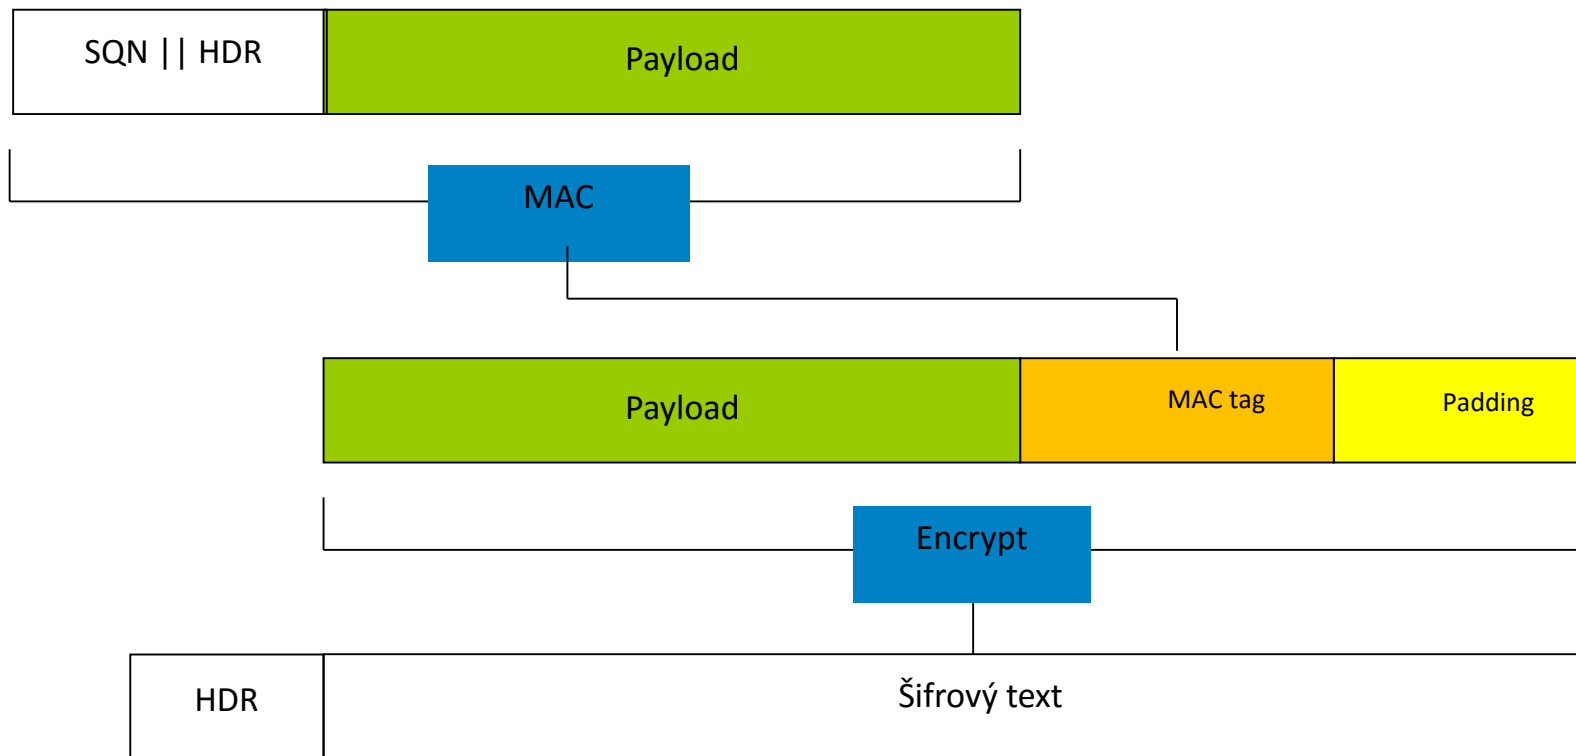 SQN || HDR
Payload
MAC
Payload
MAC tag
Padding
Encrypt
HDR
Šifrový text